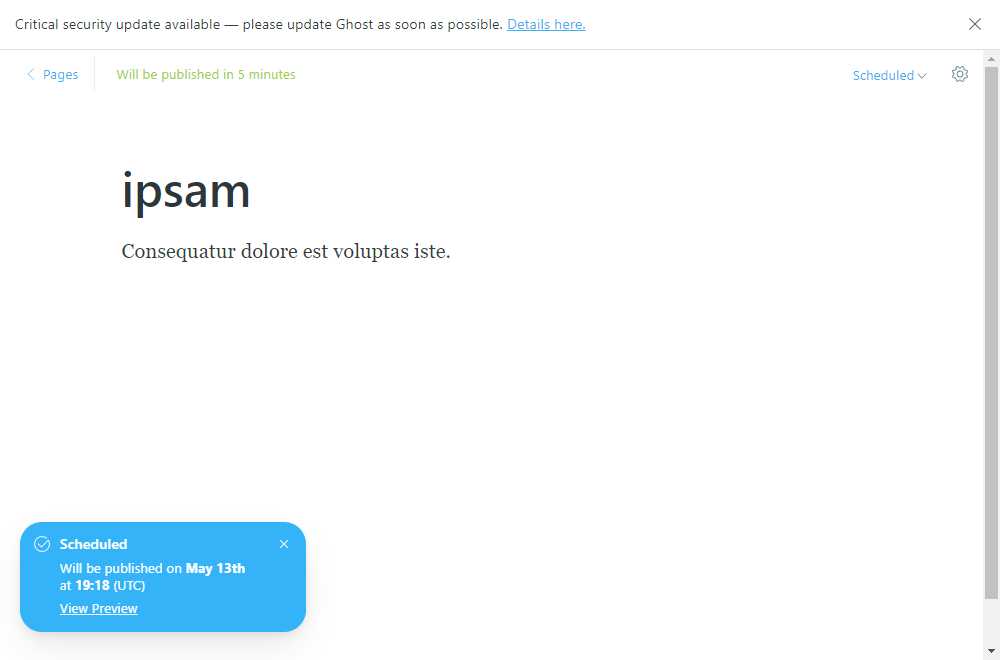 Critical security update available — please update Ghost as soon as possible. Details here.
Pages
Will be published in 5 minutes
Scheduled
ipsam
Consequatur dolore est voluptas iste.
Scheduled
Will be published on May 13th
at 19:18 (UTC)
View Preview